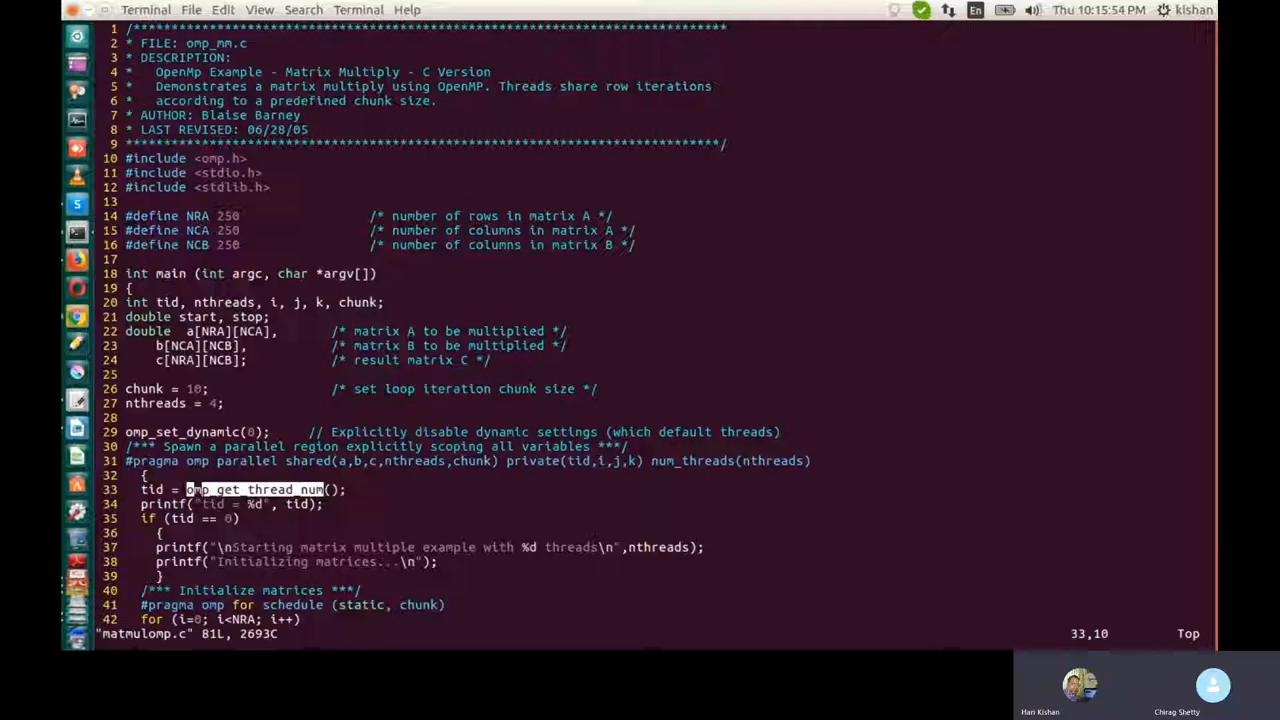 Terminal File Edit View Search Terminal Help En Thu 10:15:54 PM kishan
1 /******************************************************************************
2 * FILE: omp_mm.c
3 * DESCRIPTION:
4 *   OpenMp Example - Matrix Multiply - C Version
5 *   Demonstrates a matrix multiply using OpenMP. Threads share row iterations
6 *   according to a predefined chunk size.
7 * AUTHOR: Blaise Barney
8 * LAST REVISED: 06/28/05
9 ******************************************************************************/
10 #include <omp.h>
11 #include <stdio.h>
12 #include <stdlib.h>
13
14 #define NRA 250 /* number of rows in matrix A */
15 #define NCA 250 /* number of columns in matrix A */
16 #define NCB 250 /* number of columns in matrix B */
17
18 int main (int argc, char *argv[])
19 {
20 int tid, nthreads, i, j, k, chunk;
21 double start, stop;
22 double  a[NRA][NCA], /* matrix A to be multiplied */
23     b[NCA][NCB], /* matrix B to be multiplied */
24     c[NRA][NCB]; /* result matrix C */
25
26 chunk = 10; /* set loop iteration chunk size */
27 nthreads = 4;
28
29 omp_set_dynamic(0);     // Explicitly disable dynamic settings (which default threads)
30 /*** Spawn a parallel region explicitly scoping all variables ***/
31 #pragma omp parallel shared(a,b,c,nthreads,chunk) private(tid,i,j,k) num_threads(nthreads)
32   {
33   tid = omp_get_thread_num();
34   printf("tid = %d", tid);
35   if (tid == 0)
36     {
37     printf("\nStarting matrix multiple example with %d threads\n",nthreads);
38     printf("Initializing matrices...\n");
39     }
40   /*** Initialize matrices ***/
41   #pragma omp for schedule (static, chunk)
42   for (i=0; i<NRA; i++)
"matmulomp.c" 81L, 2693C 33,10 Top
Hari Kishan Chirag Shetty